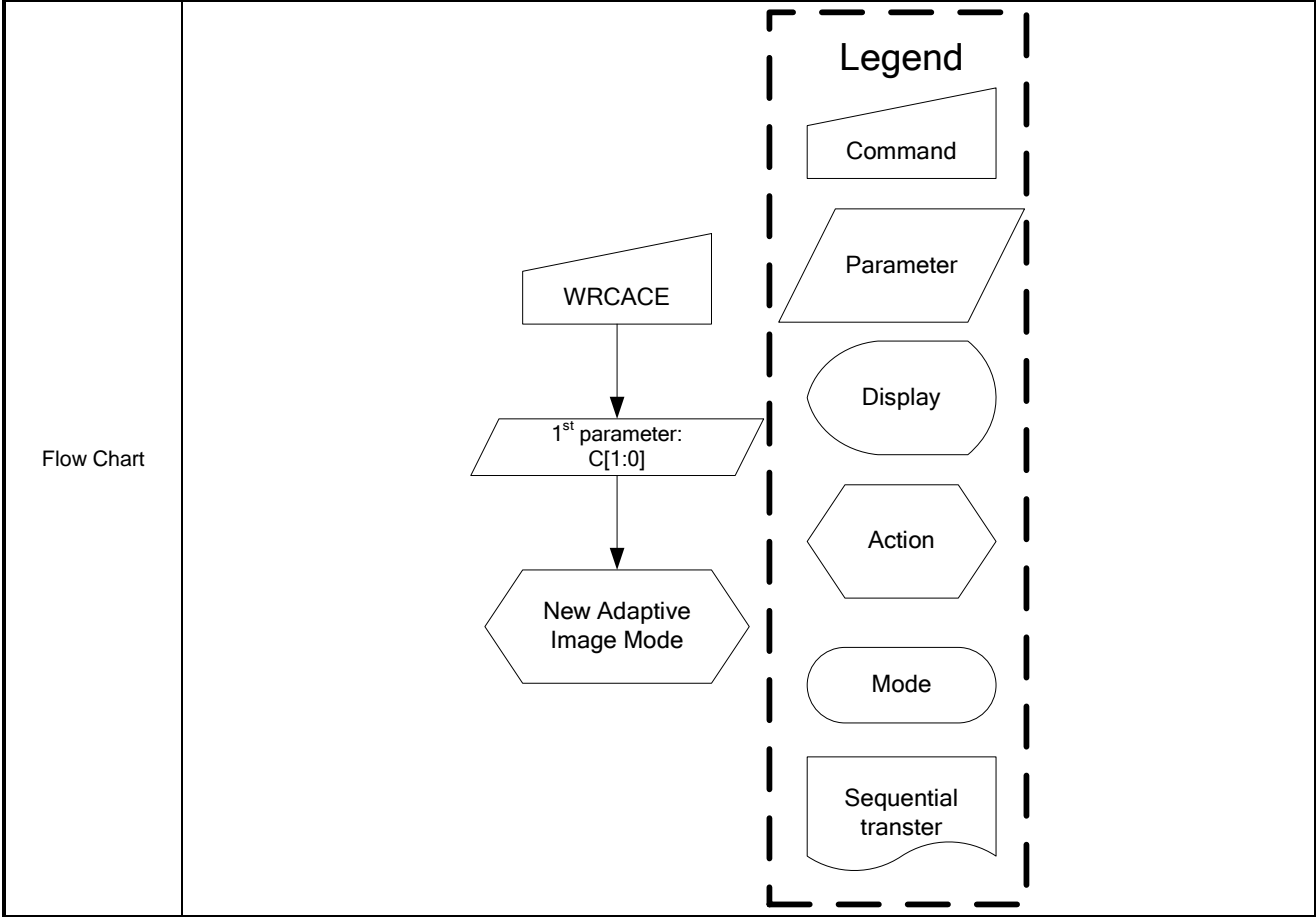 Flow Chart
WRCACE
1st parameter:
C[1:0]
New Adaptive
Image Mode
Legend
Command
Parameter
Display
Action
Mode
Sequential
transter